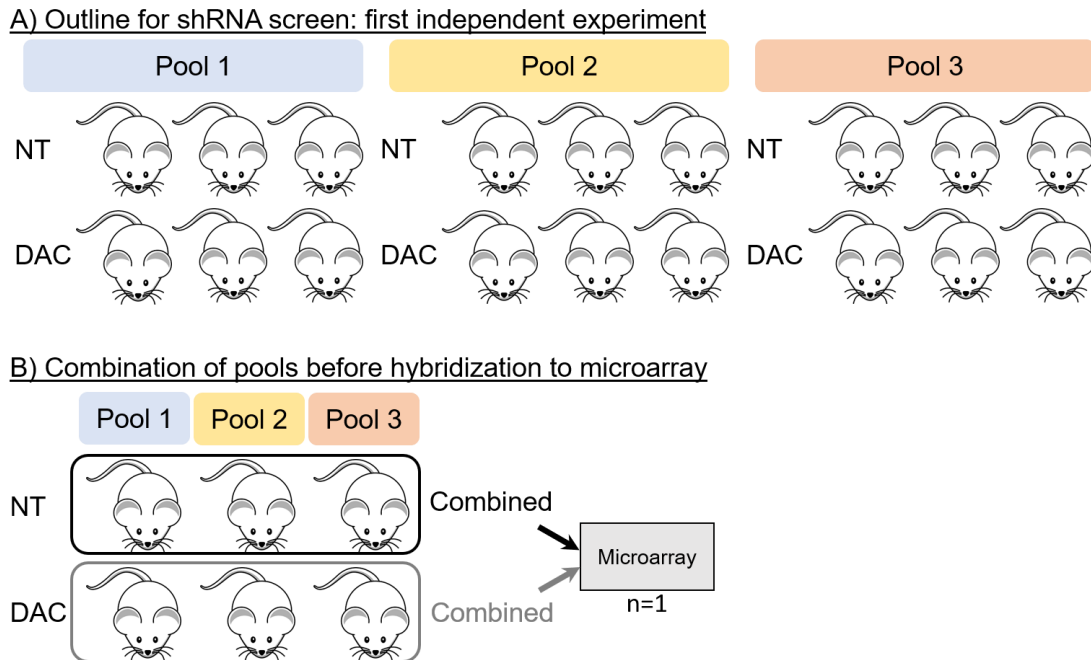 A) Outline for shRNA screen: first independent experiment
Pool 1 Pool 2 Pool 3
NT NT NT
DAC DAC DAC
B) Combination of pools before hybridization to microarray
Pool 1 Pool 2 Pool 3
NT Combined
Microarray
n=1
DAC Combined